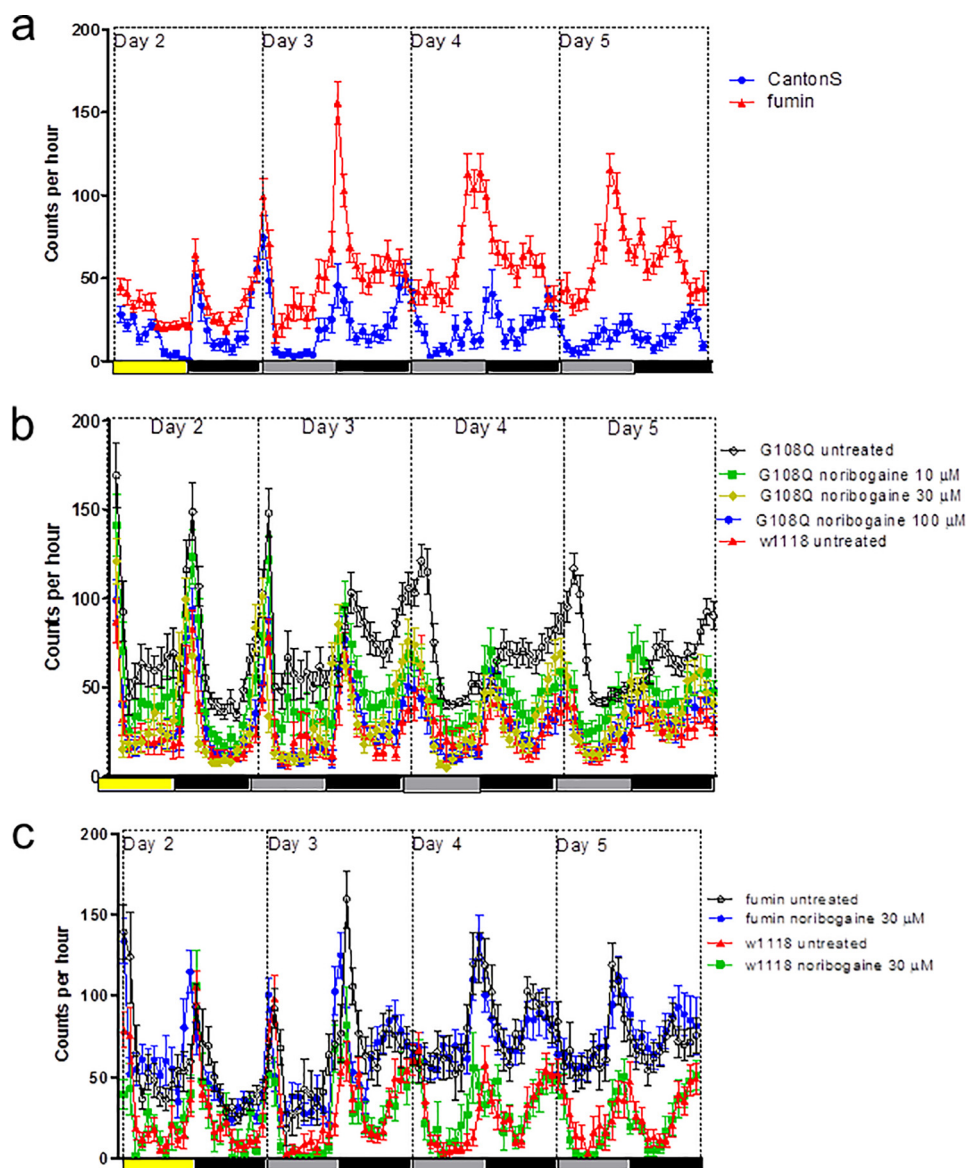 a
200
150
100
50
0
Counts per hour
Day 2 Day 3 Day 4 Day 5
CantonS
fumin
b
200
150
100
50
0
Counts per hour
Day 2 Day 3 Day 4 Day 5
G108Q untreated
G108Q noribogaine 10 µM
G108Q noribogaine 30 µM
G108Q noribogaine 100 µM
w1118 untreated
c
200
150
100
50
0
Counts per hour
Day 2 Day 3 Day 4 Day 5
fumin untreated
fumin noribogaine 30 µM
w1118 untreated
w1118 noribogaine 30 µM